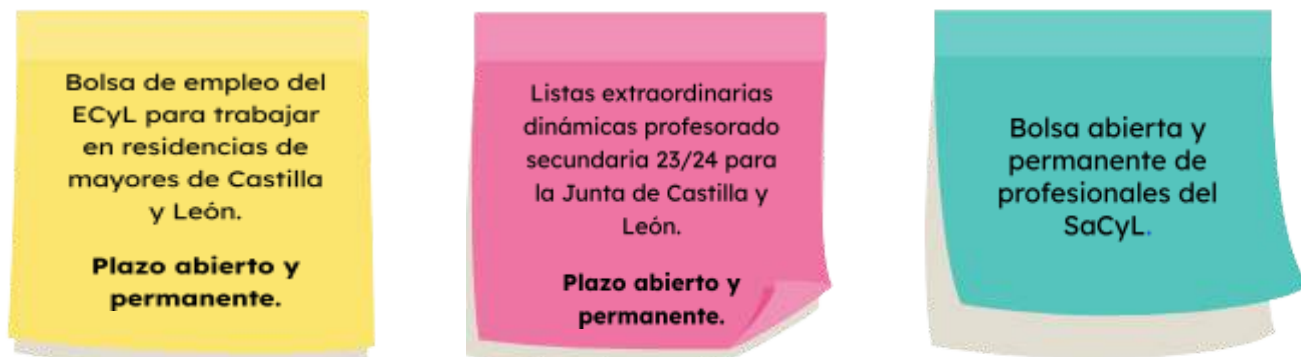 Bolsa de empleo del
ECyL para trabajar
en residencias de
mayores de Castilla
y León.
Plazo abierto y
permanente.
Listas extraordinarias
dinámicas profesorado
secundaria 23/24 para
la Junta de Castilla y
León.
Plazo abierto y
permanente.
Bolsa abierta y
permanente de
profesionales del
SaCyL.